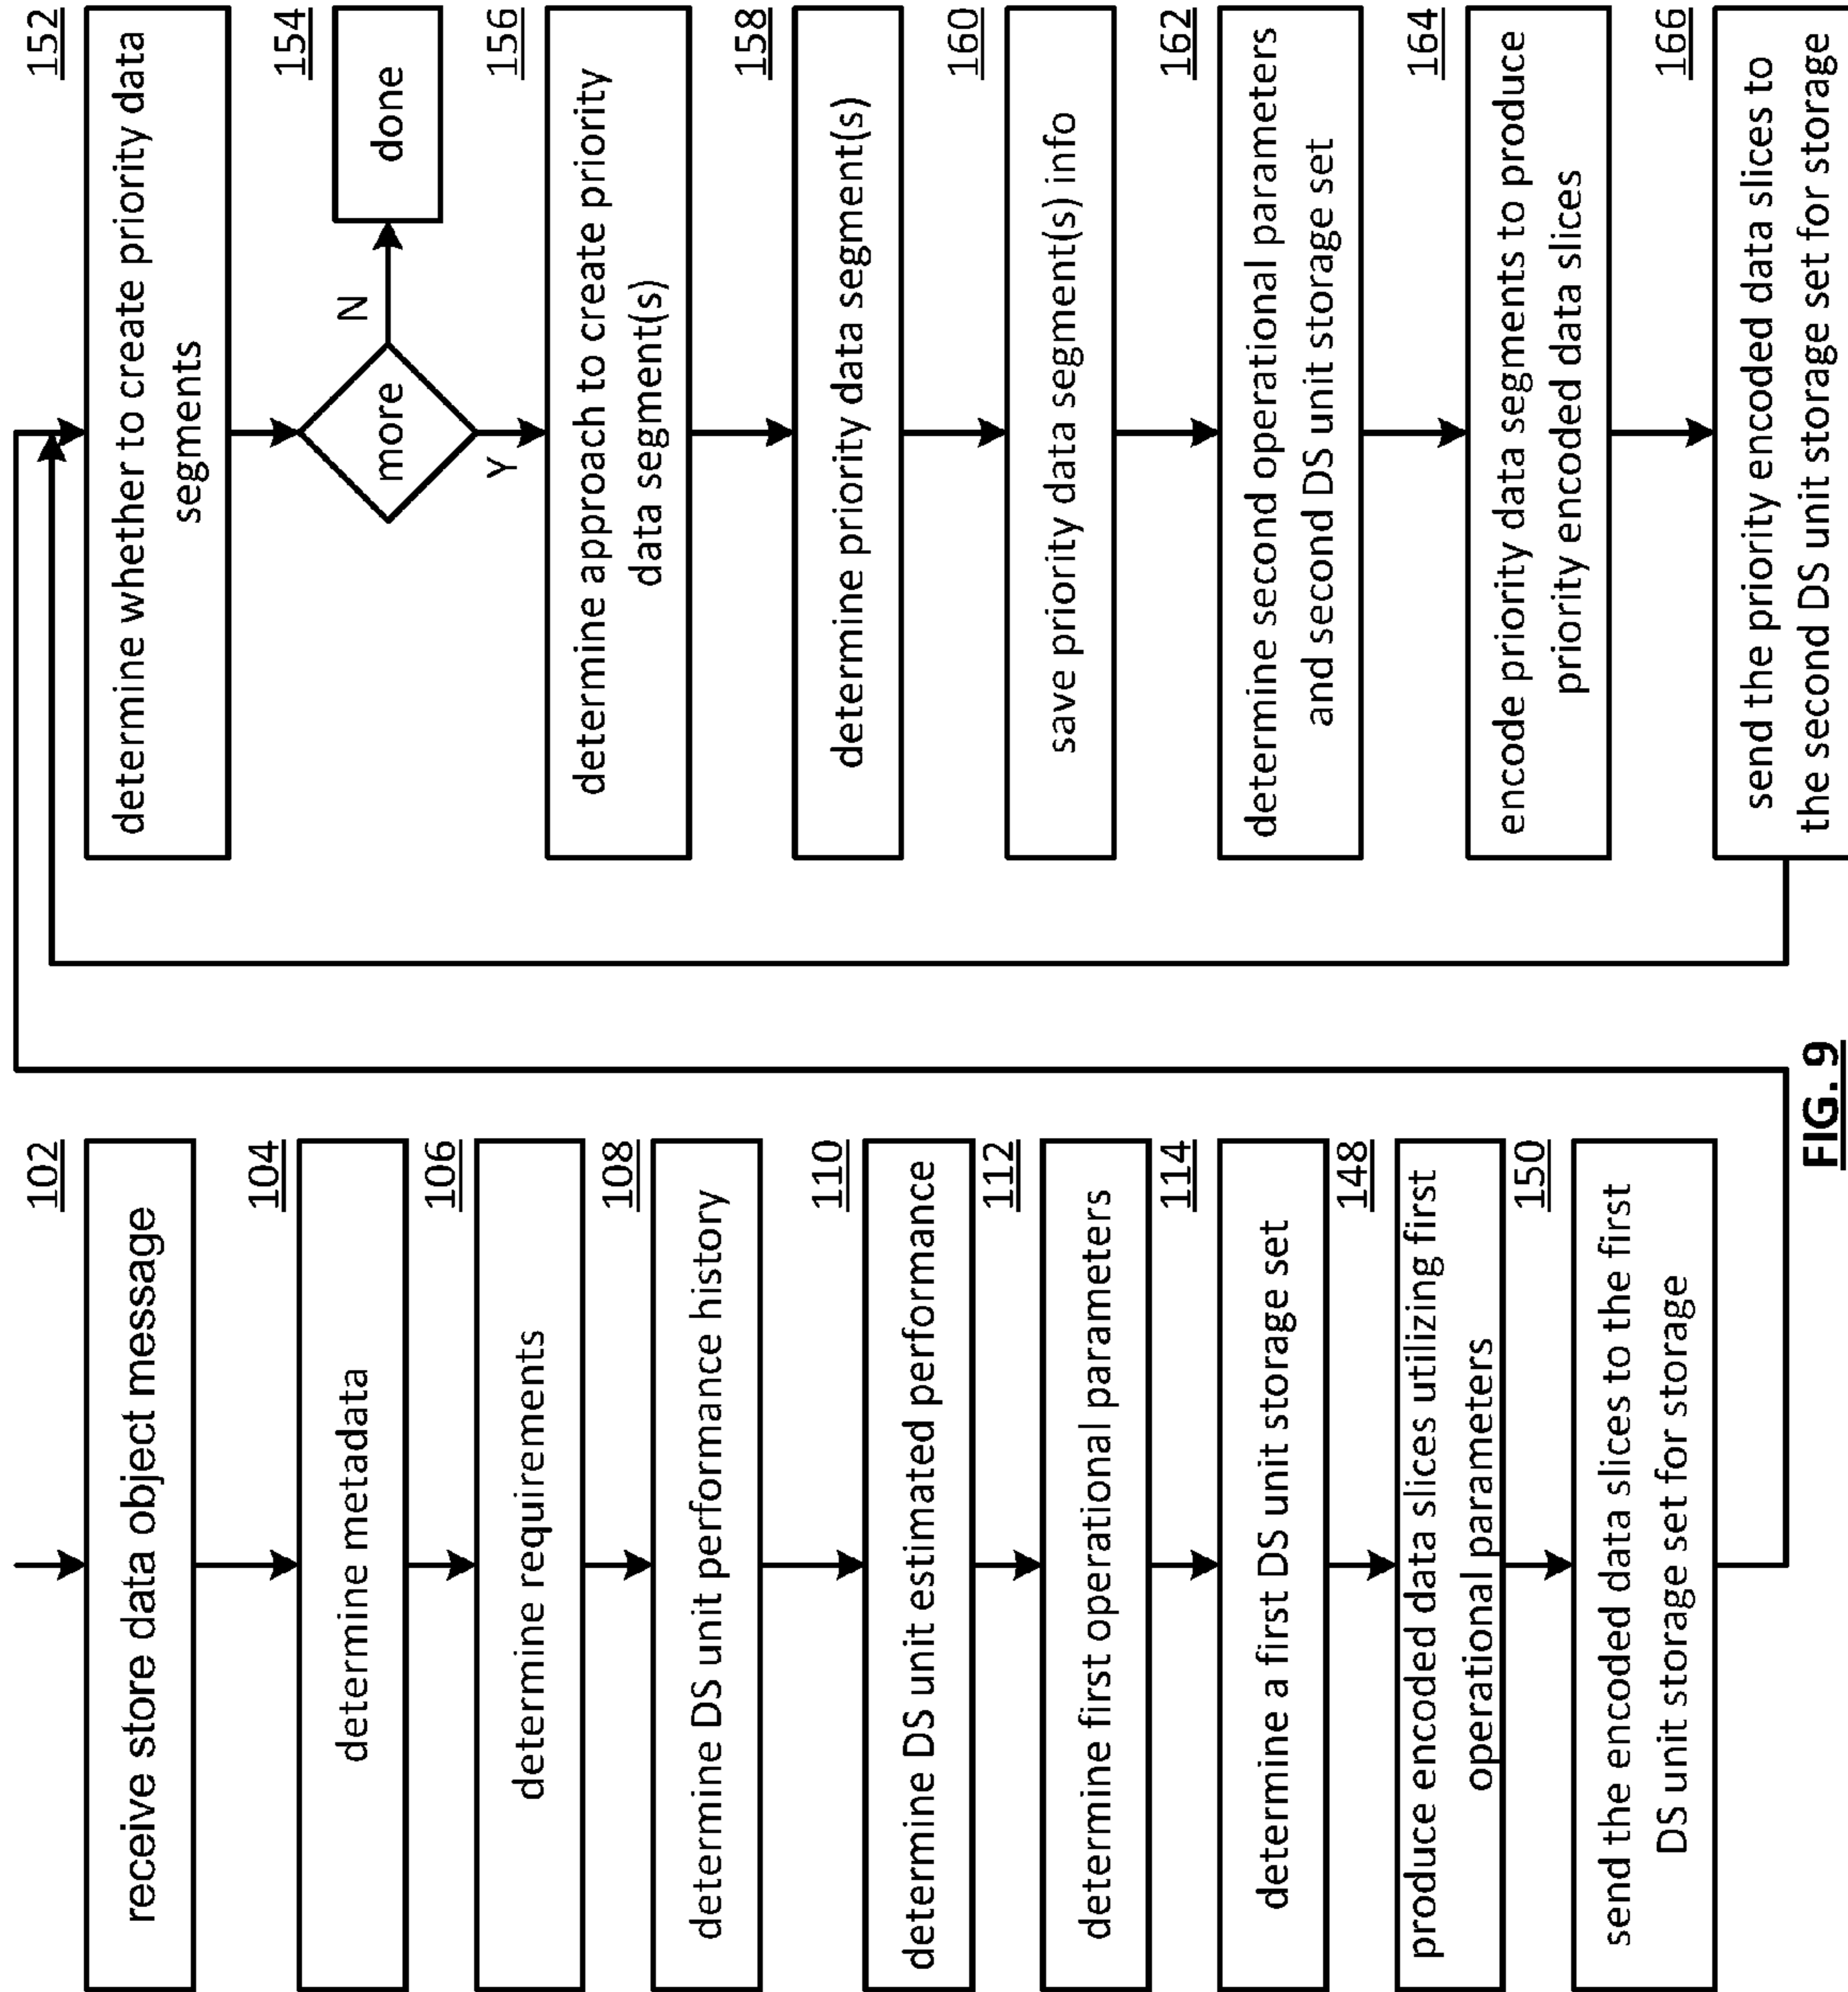 102
receive store data object message
104
determine metadata
106
determine requirements
108
determine DS unit performance history
110
determine DS unit estimated performance
112
determine first operational parameters
114
determine a first DS unit storage set
148
produce encoded data slices utilizing first
operational parameters
150
send the encoded data slices to the first
DS unit storage set for storage
152
determine whether to create priority data
segments
154
more
N
done
Y
156
determine approach to create priority
data segment(s)
158
determine priority data segment(s)
160
save priority data segment(s) info
162
determine second operational parameters
and second DS unit storage set
164
encode priority data segments to produce
priority encoded data slices
166
send the priority encoded data slices to
the second DS unit storage set for storage
FIG. 9